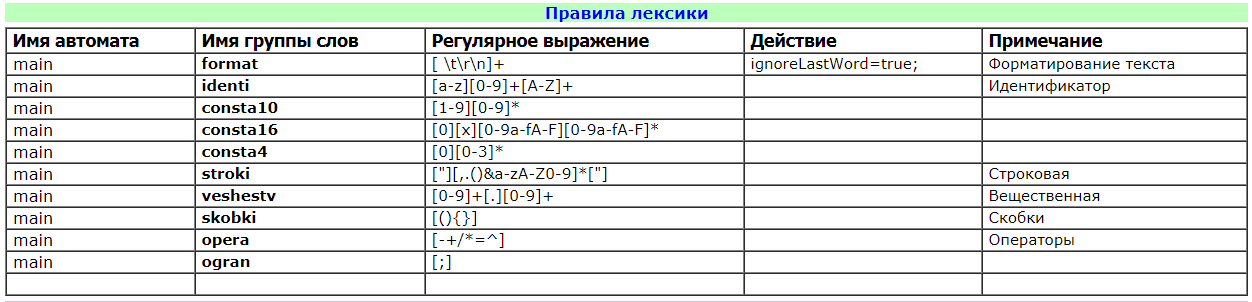 Правила лексики
Имя автомата Имя группы слов Регулярное выражение Действие Примечание
main format [ \t\r\n]+ ignoreLastWord=true; Форматирование текста
main identi [a-z][0-9]+[A-Z]+ Идентификатор
main consta10 [1-9][0-9]*
main consta16 [0][x][0-9a-fA-F][0-9a-fA-F]*
main consta4 [0][0-3]*
main stroki ["][,.()&a-zA-Z0-9]*["] Строковая
main veshestv [0-9]+[.][0-9]+ Вещественная
main skobki [(){}] Скобки
main opera [-+/*=^] Операторы
main ogran [;]